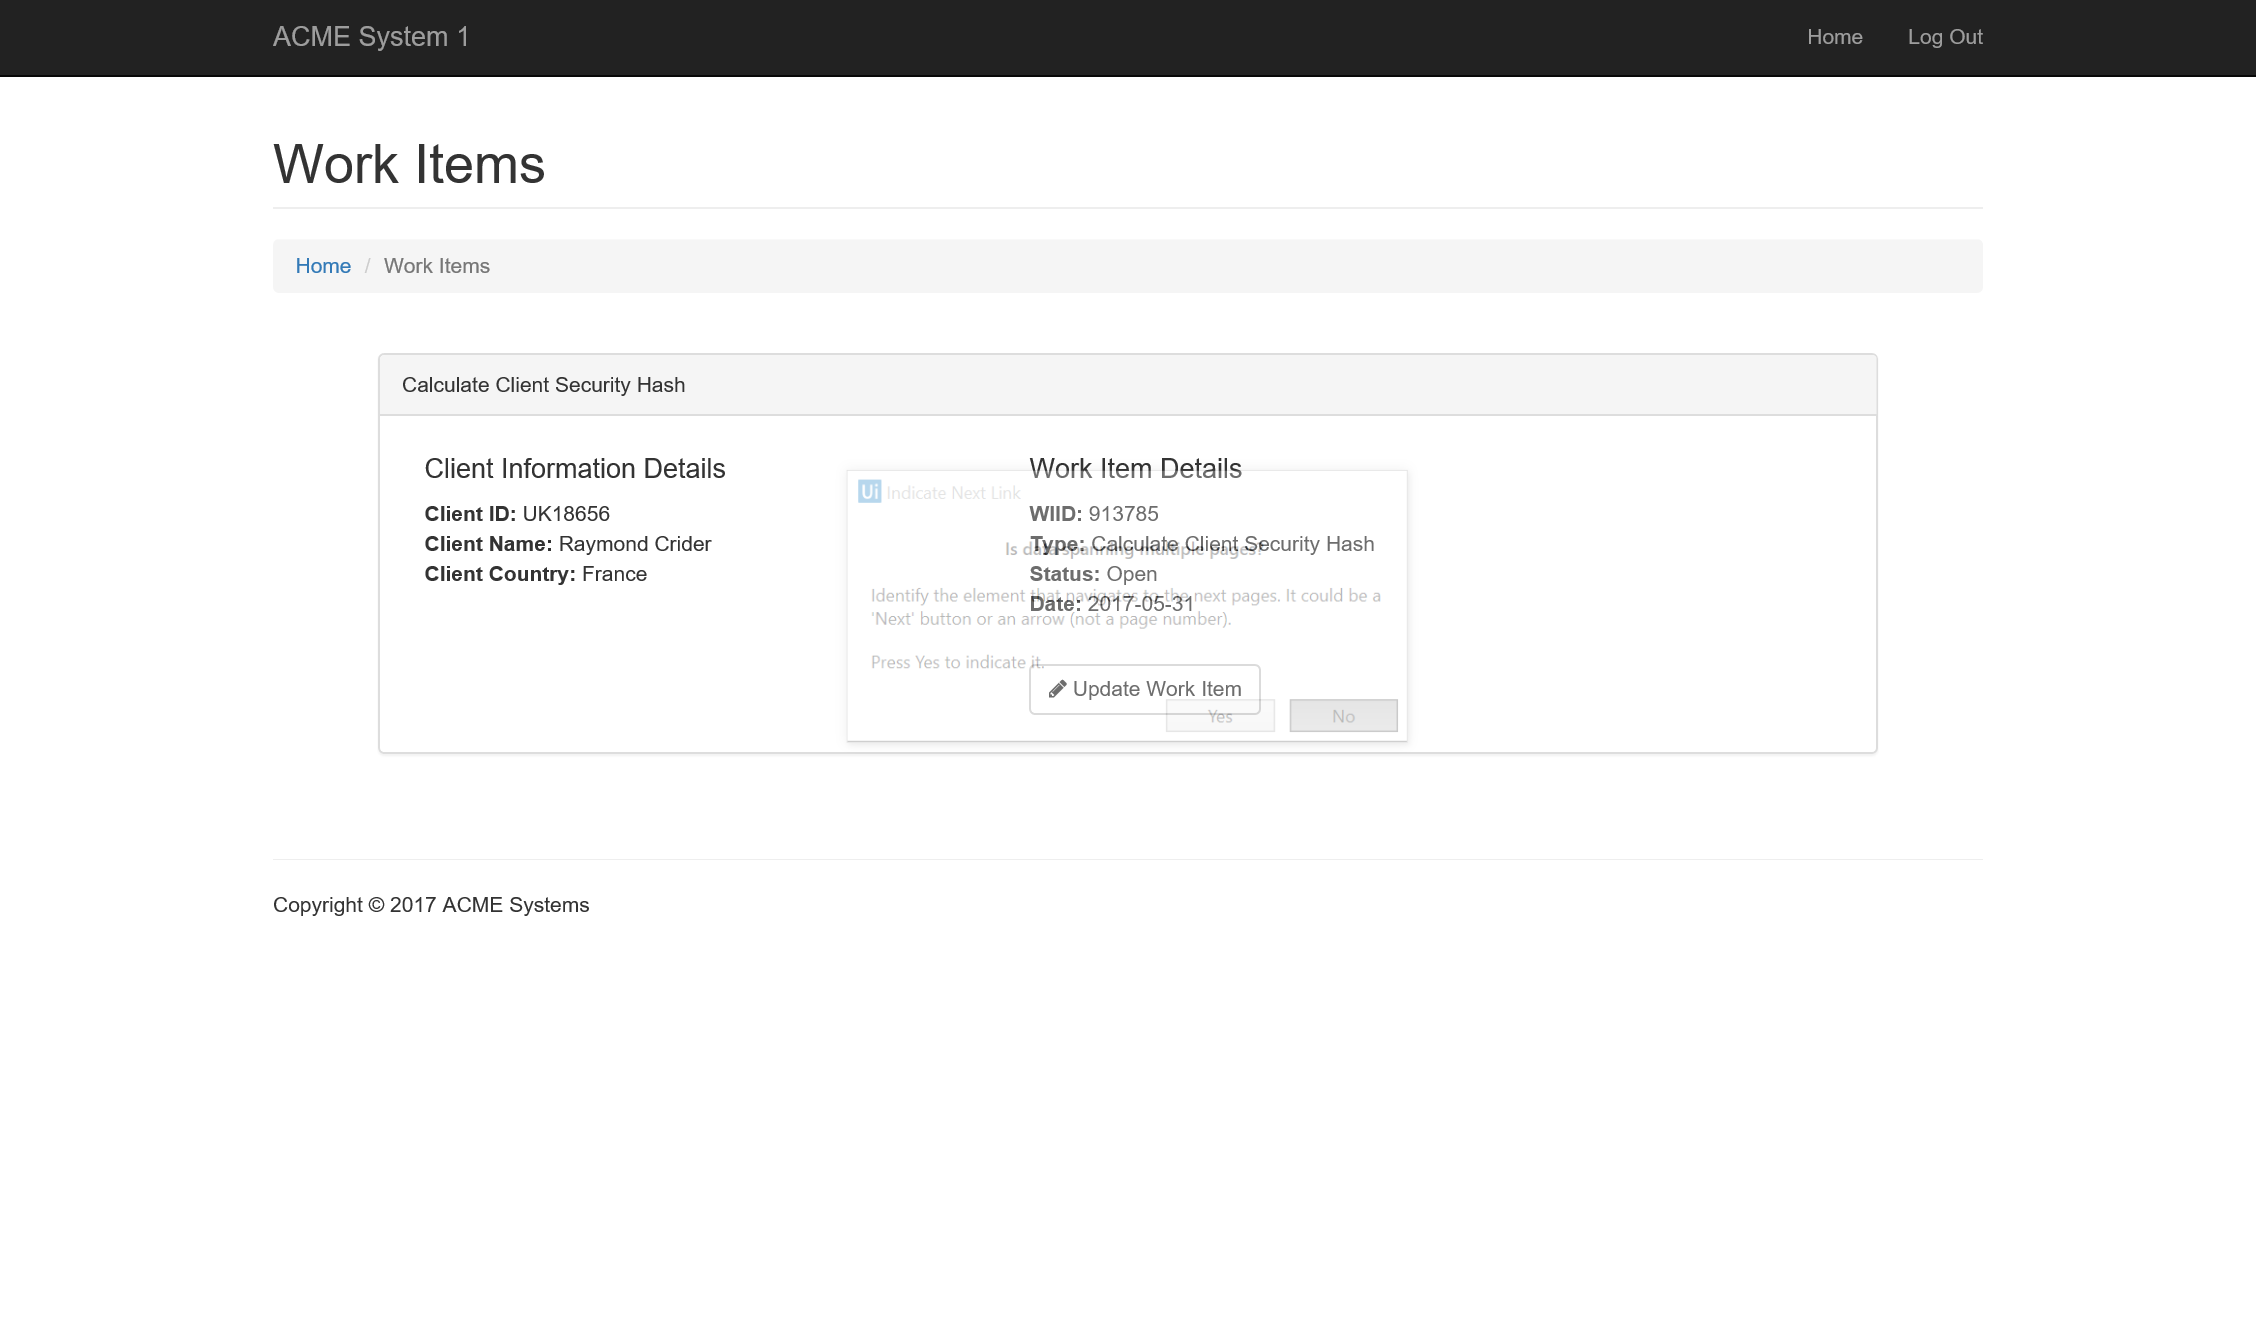 ACME System 1
Home
Log Out
Work Items
Home / Work Items
Calculate Client Security Hash
Client Information Details
Client ID: UK18656
Client Name: Raymond Crider
Client Country: France
Work Item Details
WIID: 913785
Type: Calculate Client Security Hash
Status: Open
Date: 2017-05-31
Update Work Item
Ui Indicate Next Link
Is data spanning multiple pages?
Identify the element that navigates to the next pages. It could be a
'Next' button or an arrow (not a page number).
Press Yes to indicate it.
Yes
No
Copyright © 2017 ACME Systems